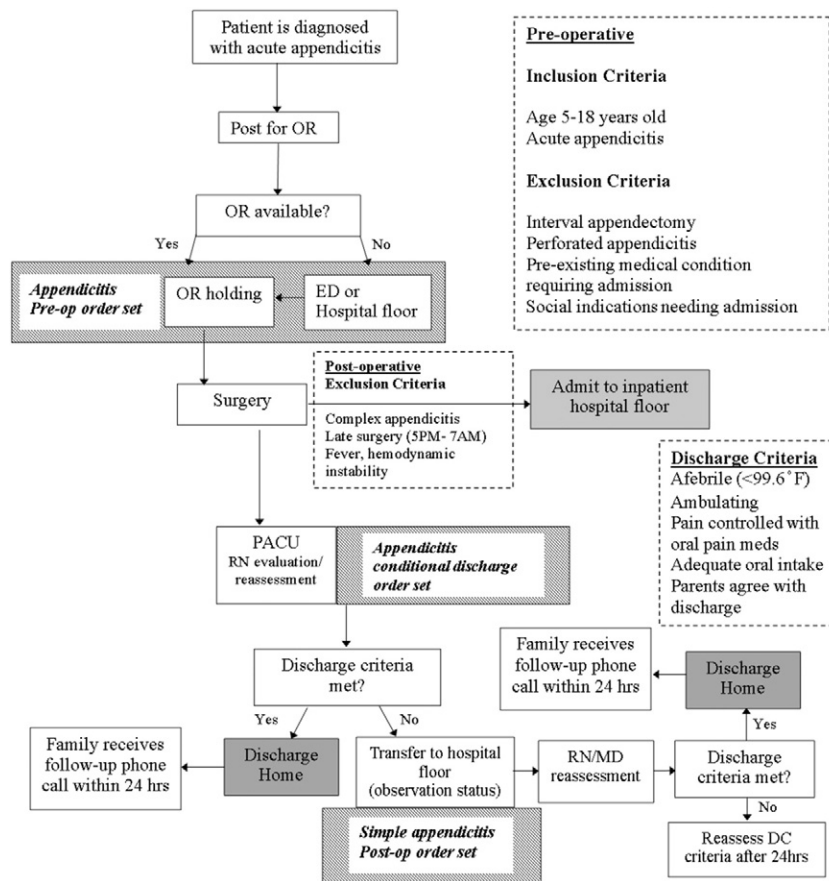 Patient is diagnosed
with acute appendicitis
Post for OR
OR available?
Yes
No
Appendicitis
Pre-op order set
OR holding
ED or
Hospital floor
Pre-operative
Inclusion Criteria
Age 5-18 years old
Acute appendicitis
Exclusion Criteria
Interval appendectomy
Perforated appendicitis
Pre-existing medical condition
requiring admission
Social indications needing admission
Surgery
Post-operative
Exclusion Criteria
Complex appendicitis
Late surgery (5PM- 7AM)
Fever, hemodynamic
instability
Admit to inpatient
hospital floor
Discharge Criteria
Afebrile (<99.6˚F)
Ambulating
Pain controlled with
oral pain meds
Adequate oral intake
Parents agree with
discharge
PACU
RN evaluation/
reassessment
Appendicitis
conditional discharge
order set
Discharge criteria
met?
Yes
No
Discharge
Home
Family receives
follow-up phone
call within 24 hrs
Transfer to hospital
floor
(observation status)
Simple appendicitis
Post-op order set
RN/MD
reassessment
Discharge
criteria met?
Yes
Discharge
Home
Family receives
follow-up phone
call within 24 hrs
No
Reassess DC
criteria after 24hrs